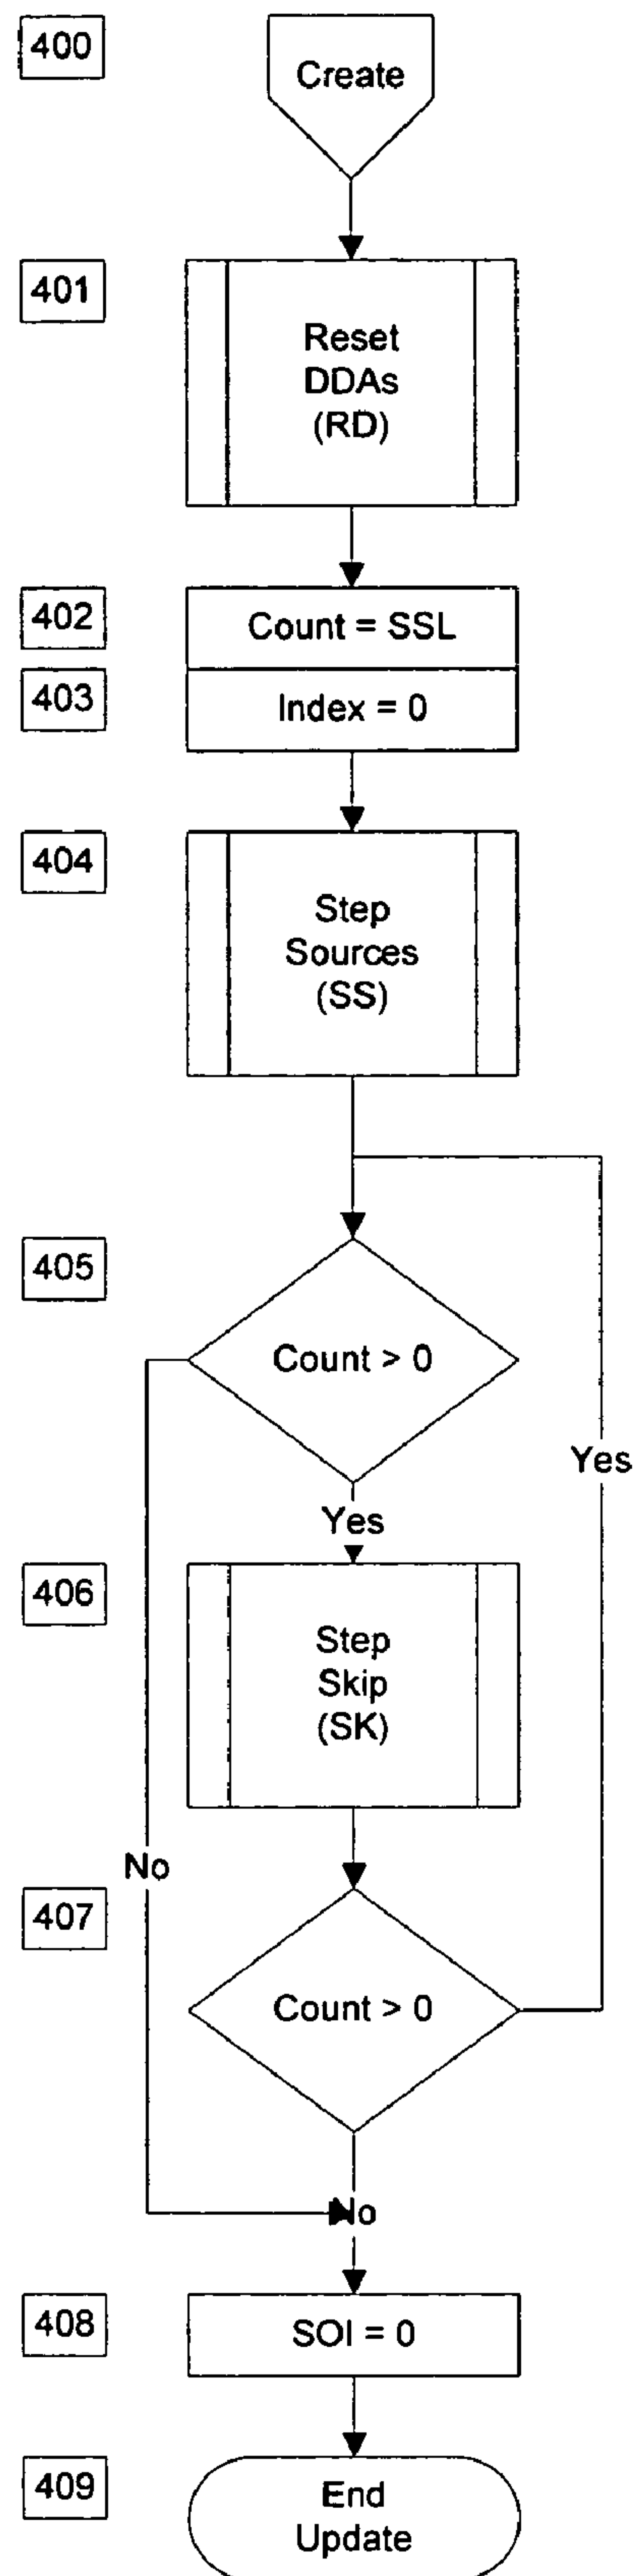 400
Create
401
Reset
DDAs
(RD)
402
Count = SSL
403
Index = 0
404
Step
Sources
(SS)
405
Count > 0
Yes
Yes
406
Step
Skip
(SK)
No
407
Count > 0
No
408
SOI = 0
409
End
Update